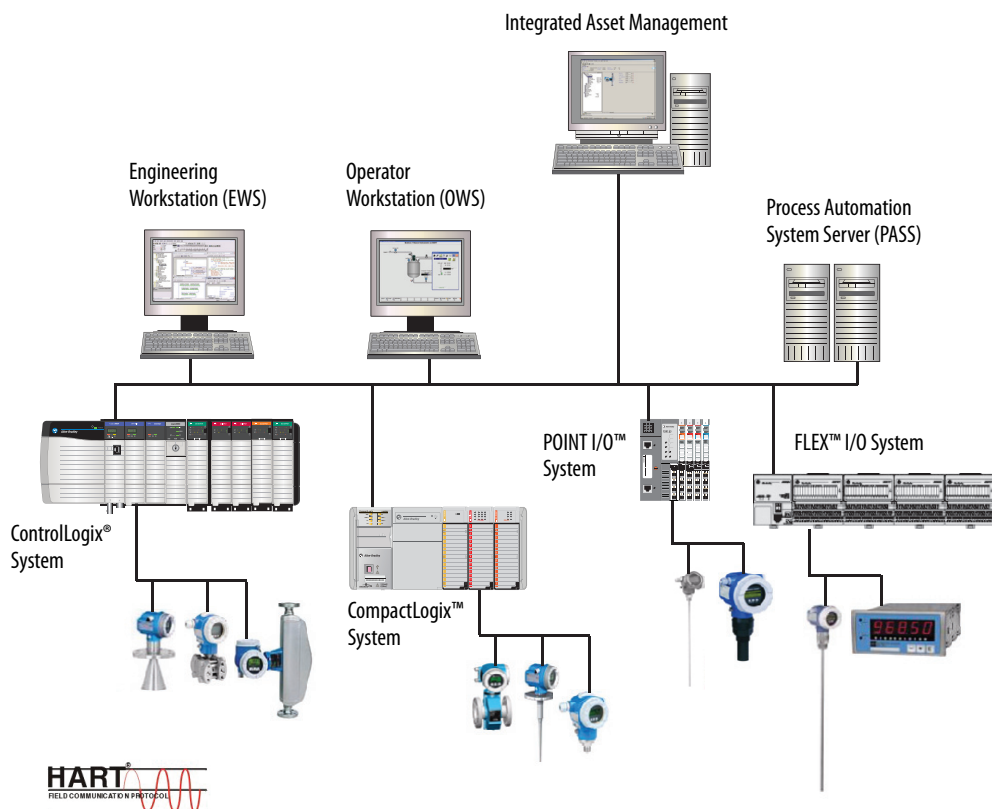 Integrated Asset Management
Engineering
Workstation (EWS)
Operator
Workstation (OWS)
Process Automation
System Server (PASS)
POINT I/O™
System
FLEX™ I/O System
ControlLogix®
System
CompactLogix™
System
96850
HART®
FIELD COMMUNICATION PROTOCOL